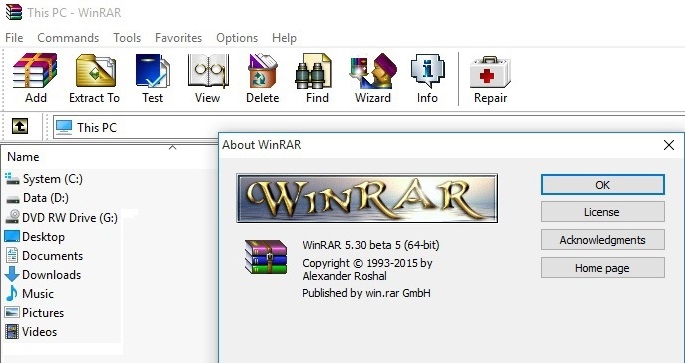 This PC - WinRAR
File Commands Tools Favorites Options Help
Add Extract To Test View Delete Find Wizard Info Repair
This PC
Name
System (C:)
Data (D:)
DVD RW Drive (G:)
Desktop
Documents
Downloads
Music
Pictures
Videos
About WinRAR
WINRAR
WinRAR 5.30 beta 5 (64-bit)
Copyright © 1993-2015 by
Alexander Roshal
Published by win.rar GmbH
OK
License
Acknowledgments
Home page